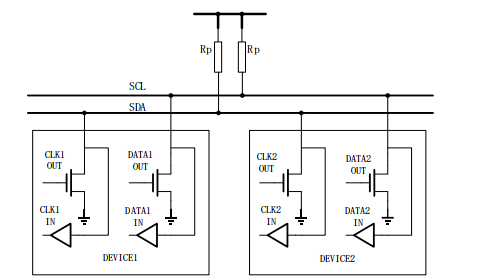 Rp Rp
SCL
SDA
CLK1
OUT
DATA1
OUT
CLK2
OUT
DATA2
OUT
CLK1
IN
DATA1
IN
CLK2
IN
DATA2
IN
DEVICE1
DEVICE2